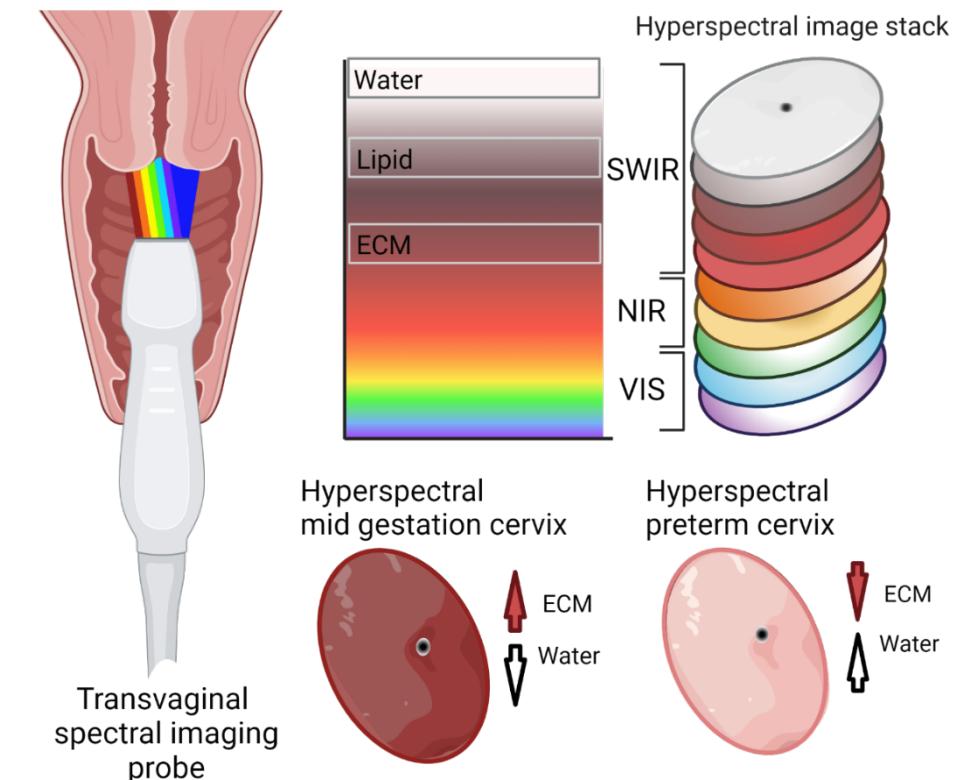 Hyperspectral image stack
Water
Lipid
ECM
SWIR
NIR
VIS
Transvaginal
spectral imaging
probe
Hyperspectral
mid gestation cervix
ECM
Water
Hyperspectral
preterm cervix
ECM
Water